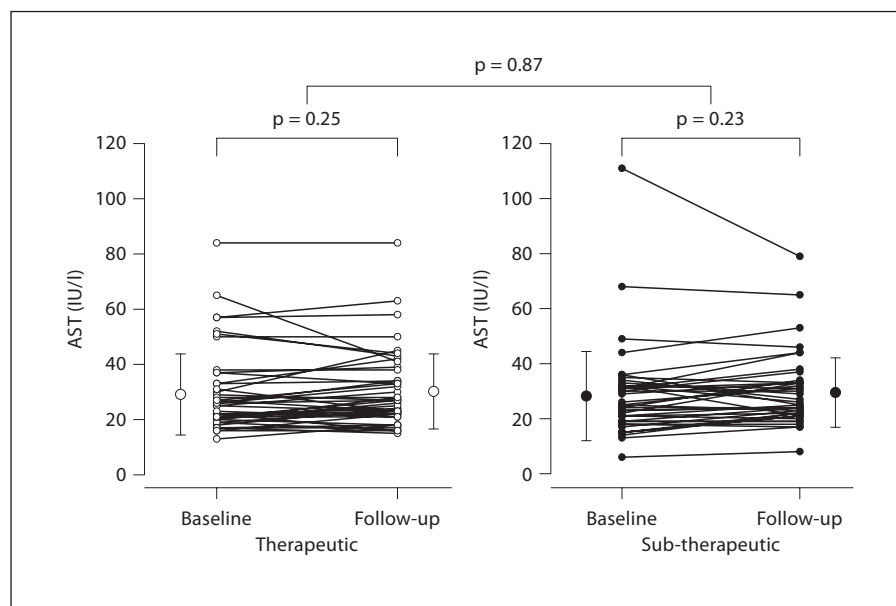 p = 0.87
p = 0.25
p = 0.23
AST (IU/l)
120
100
80
60
40
20
0
Baseline
Follow-up
Therapeutic
AST (IU/l)
120
100
80
60
40
20
0
Baseline
Follow-up
Sub-therapeutic